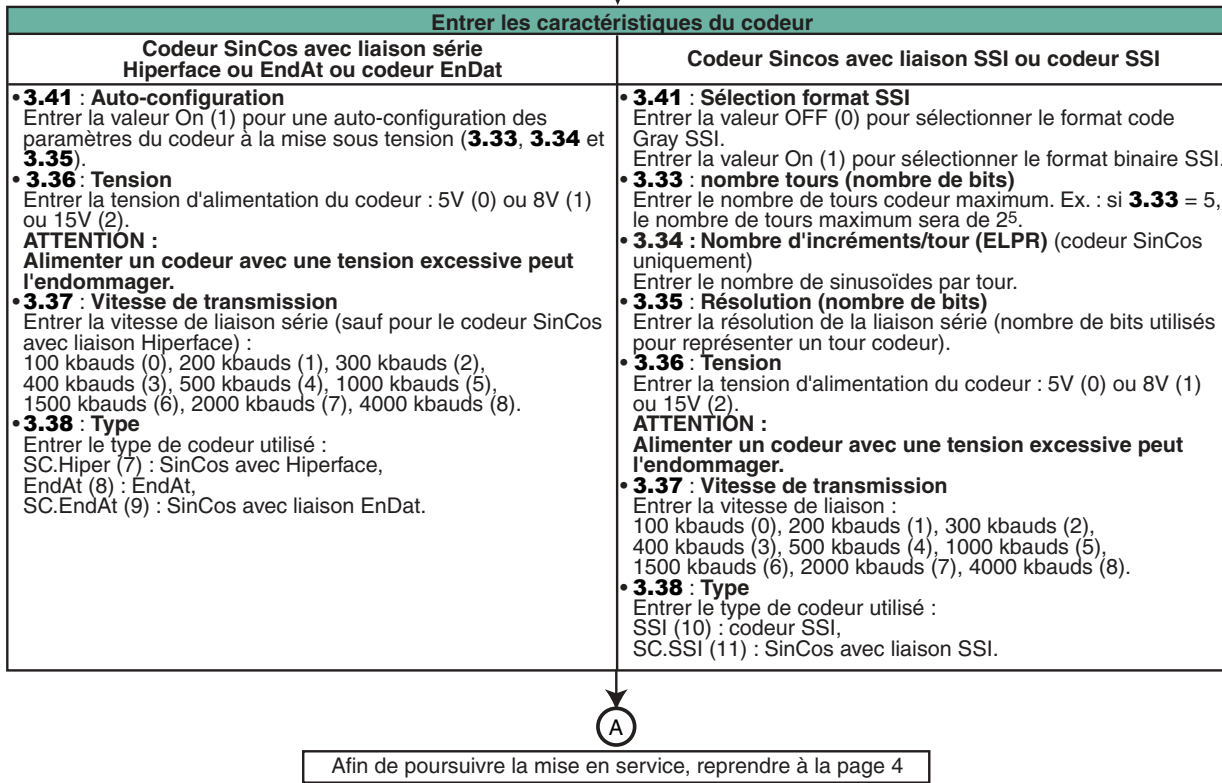 Entrer les caractéristiques du codeur
Codeur SinCos avec liaison série
Hiperface ou EndAt ou codeur EnDat
• 3.41 : Auto-configuration
Entrer la valeur On (1) pour une auto-configuration des
paramètres du codeur à la mise sous tension (3.33, 3.34 et
3.35).
• 3.36 : Tension
Entrer la tension d'alimentation du codeur : 5V (0) ou 8V (1)
ou 15V (2).
ATTENTION :
Alimenter un codeur avec une tension excessive peut
l'endommager.
• 3.37 : Vitesse de transmission
Entrer la vitesse de liaison série (sauf pour le codeur SinCos
avec liaison Hiperface) :
100 kbauds (0), 200 kbauds (1), 300 kbauds (2),
400 kbauds (3), 500 kbauds (4), 1000 kbauds (5),
1500 kbauds (6), 2000 kbauds (7), 4000 kbauds (8).
• 3.38 : Type
Entrer le type de codeur utilisé :
SC.Hiper (7) : SinCos avec Hiperface,
EndAt (8) : EndAt,
SC.EndAt (9) : SinCos avec liaison EnDat.
Codeur Sincos avec liaison SSI ou codeur SSI
• 3.41 : Sélection format SSI
Entrer la valeur OFF (0) pour sélectionner le format code
Gray SSI.
Entrer la valeur On (1) pour sélectionner le format binaire SSI.
• 3.33 : nombre tours (nombre de bits)
Entrer le nombre de tours codeur maximum. Ex. : si 3.33 = 5,
le nombre de tours maximum sera de 2⁵.
• 3.34 : Nombre d'incréments/tour (ELPR) (codeur SinCos
uniquement)
Entrer le nombre de sinusoïdes par tour.
• 3.35 : Résolution (nombre de bits)
Entrer la résolution de la liaison série (nombre de bits utilisés
pour représenter un tour codeur).
• 3.36 : Tension
Entrer la tension d'alimentation du codeur : 5V (0) ou 8V (1)
ou 15V (2).
ATTENTION :
Alimenter un codeur avec une tension excessive peut
l'endommager.
• 3.37 : Vitesse de transmission
Entrer la vitesse de liaison :
100 kbauds (0), 200 kbauds (1), 300 kbauds (2),
400 kbauds (3), 500 kbauds (4), 1000 kbauds (5),
1500 kbauds (6), 2000 kbauds (7), 4000 kbauds (8).
• 3.38 : Type
Entrer le type de codeur utilisé :
SSI (10) : codeur SSI,
SC.SSI (11) : SinCos avec liaison SSI.
A
Afin de poursuivre la mise en service, reprendre à la page 4